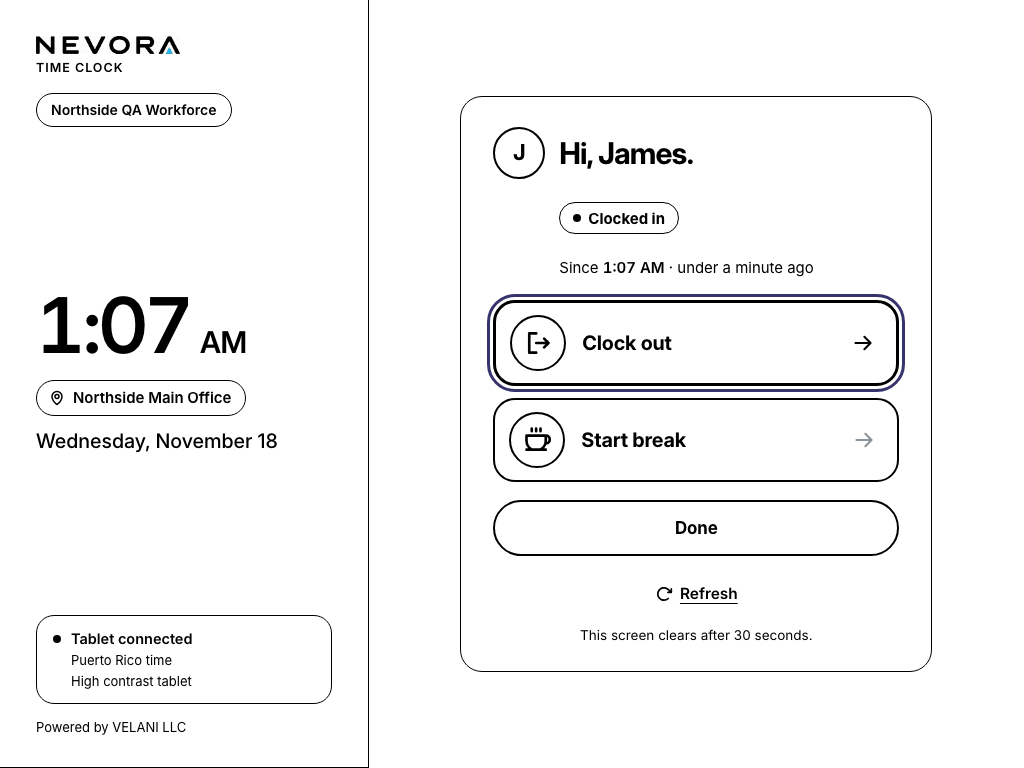 NEVORA
TIME CLOCK
Northside QA Workforce
1:07 AM
Northside Main Office
Wednesday, November 18
Tablet connected
Puerto Rico time
High contrast tablet
Powered by VELANI LLC
J
Hi, James.
Clocked in
Since 1:07 AM · under a minute ago
Clock out
Start break
Done
Refresh
This screen clears after 30 seconds.